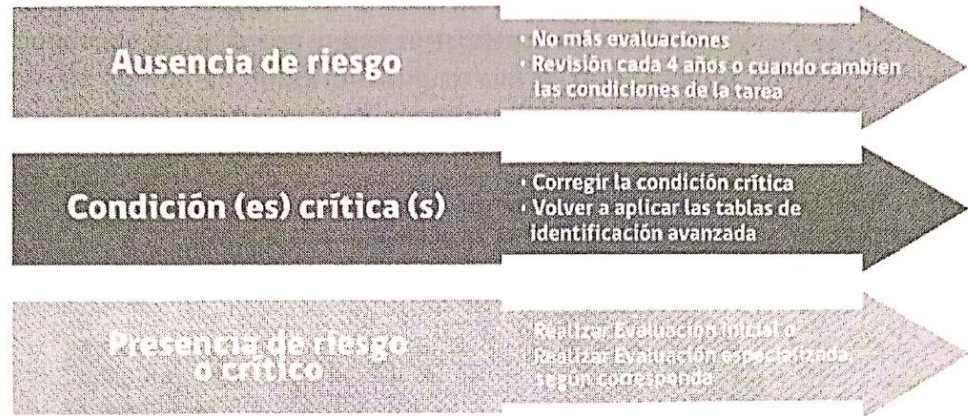 Ausencia de riesgo
· No más evaluaciones
· Revisión cada 4 años o cuando cambien
las condiciones de la tarea
Condición (es) crítica (s)
· Corregir la condición crítica
· Volver a aplicar las tablas de
identificación avanzada
Presencia de riesgo
o crítico
· Realizar Evaluación inicial o
· Realizar Evaluación especializada,
según corresponda